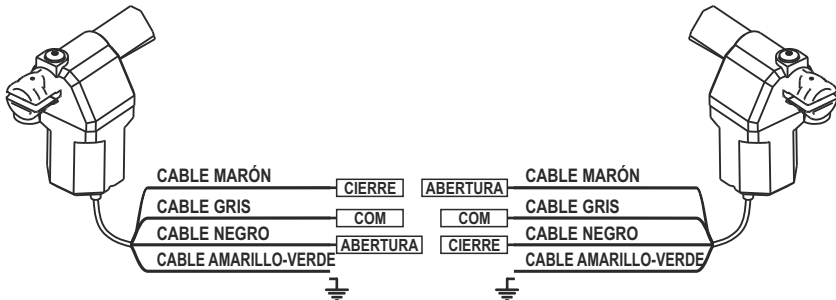 CABLE MARÓN CIERRE ABERTURA CABLE MARÓN
CABLE GRIS COM COM CABLE GRIS
CABLE NEGRO ABERTURA CIERRE CABLE NEGRO
CABLE AMARILLO-VERDE CABLE AMARILLO-VERDE